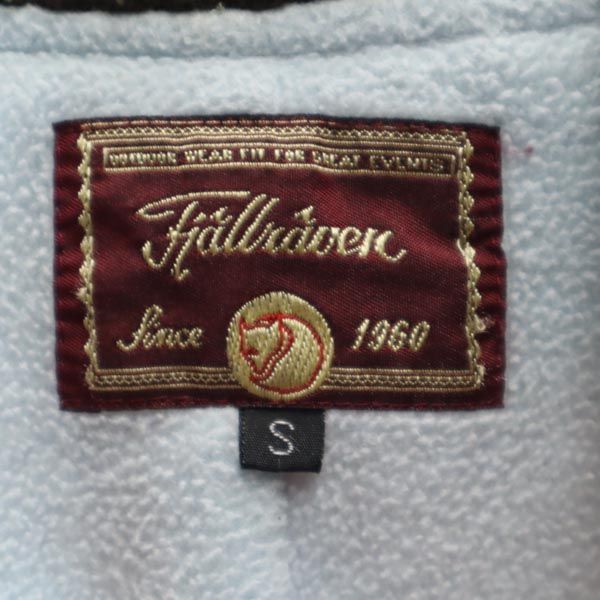 OUTDOOR WEAR FIT FOR GREAT EVENTS
Fjällräven
Since 1960
S